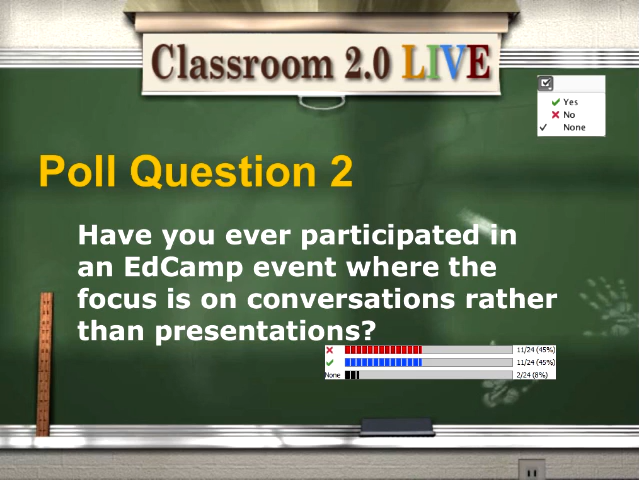 Classroom 2.0 LIVE
Yes
No
None
Poll Question 2
Have you ever participated in
an EdCamp event where the
focus is on conversations rather
than presentations?
11/24 (45%)
11/24 (45%)
None 2/24 (8%)